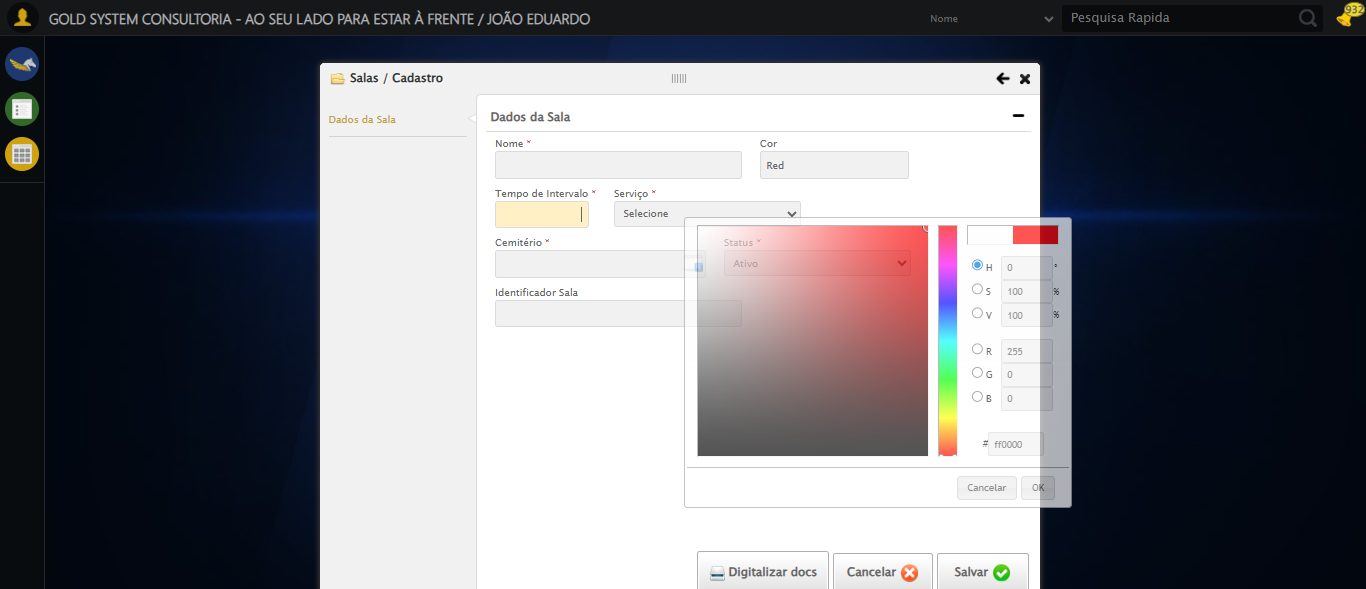 GOLD SYSTEM CONSULTORIA - AO SEU LADO PARA ESTAR À FRENTE / JOÃO EDUARDO
Nome
Pesquisa Rapida
932
Salas / Cadastro
Dados da Sala
Dados da Sala
Nome *
Cor
Red
Tempo de Intervalo *
Serviço *
Selecione
Cemitério *
Status *
Ativo
Identificador Sala
H 0 °
S 100 %
V 100 %
R 255
G 0
B 0
# ff0000
Cancelar
OK
Digitalizar docs
Cancelar
Salvar